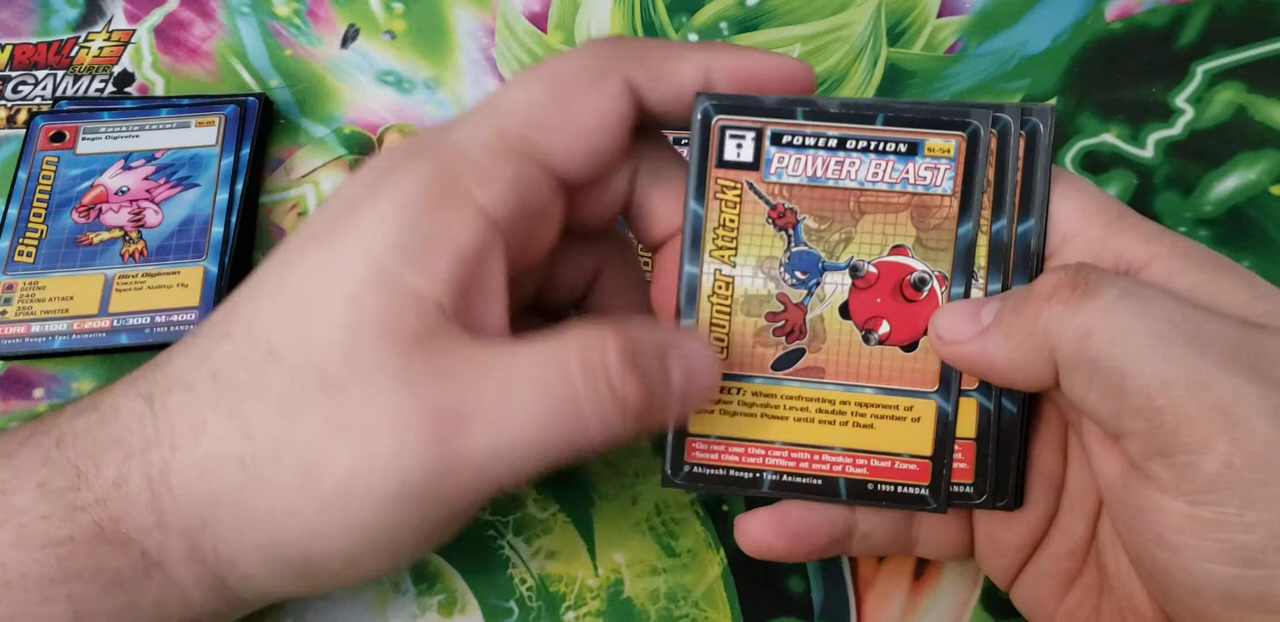 BALL
SUPER
GAME
Rookie Level
St-03
Begin Digivolve
Biyomon
140
DEFEND
240
PECKING ATTACK
350
SPIRAL TWISTER
Bird Digimon
Vaccine
Special Ability: Fly
SCORE R:100 C:200 U:300 M:400
Akiyoshi Hongo • Toei Animation
© 1999 BANDAI
POWER OPTION
St-54
POWER BLAST
Counter Attack!
EFFECT: When confronting an opponent of
higher Digivolve Level, double the number of
your Digimon Power until end of Duel.
•Do not use this card with a Rookie on Duel Zone.
•Send this card Offline at end of Duel.
© Akiyoshi Hongo • Toei Animation
© 1999 BANDAI